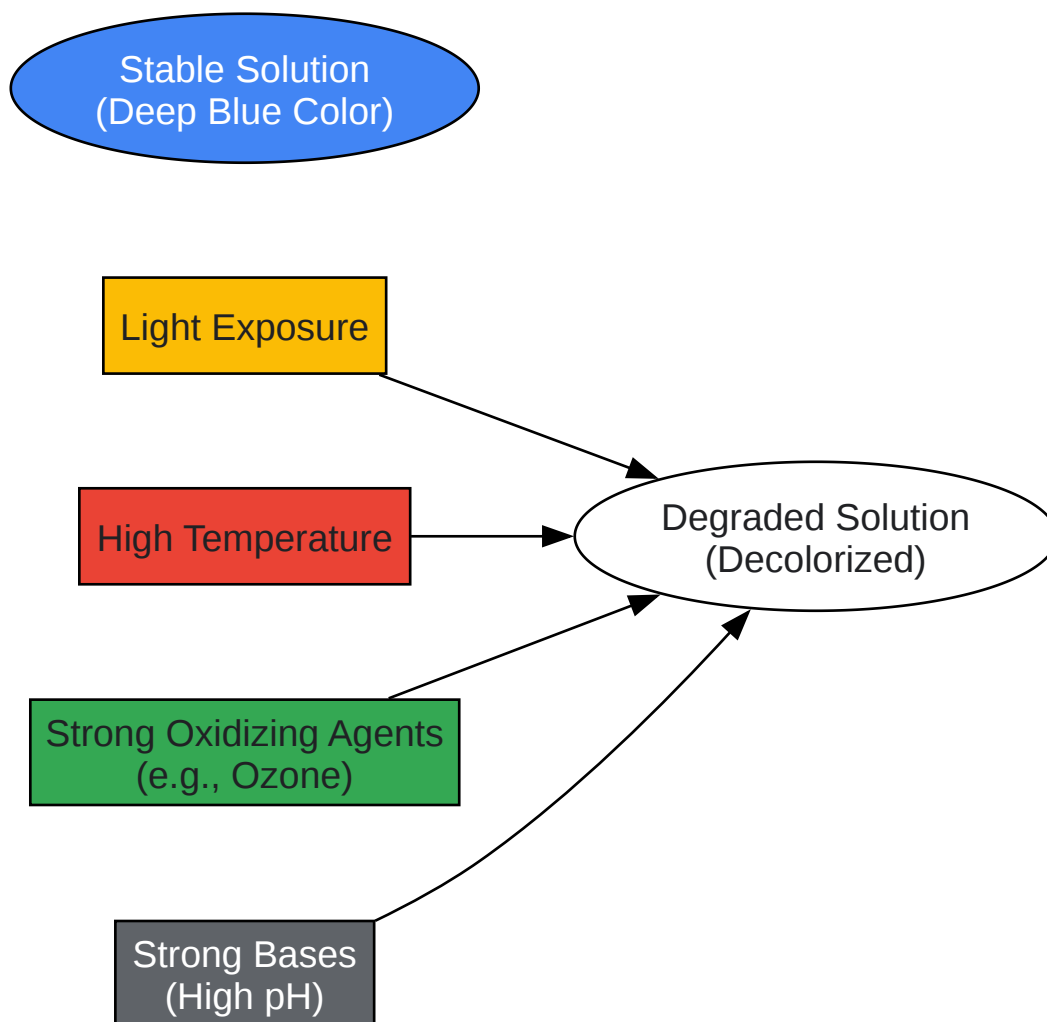 Stable Solution
(Deep Blue Color)
Light Exposure
High Temperature
Degraded Solution
(Decolorized)
Strong Oxidizing Agents
(e.g., Ozone)
Strong Bases
(High pH)